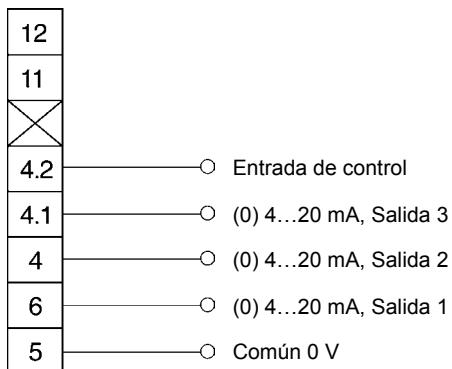 12
11
4.2 Entrada de control
4.1 (0) 4…20 mA, Salida 3
4 (0) 4…20 mA, Salida 2
6 (0) 4…20 mA, Salida 1
5 Común 0 V